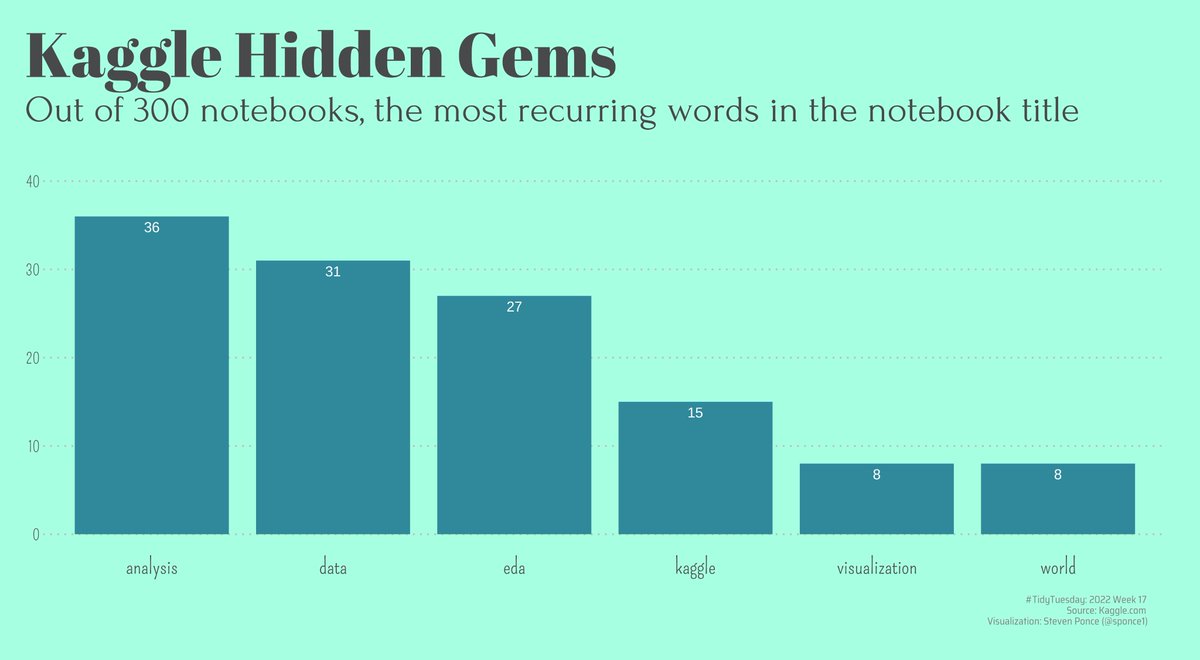 Kaggle Hidden Gems
Out of 300 notebooks, the most recurring words in the notebook title
40
30
20
10
0
36
31
27
15
8
8
analysis
data
eda
kaggle
visualization
world
#TidyTuesday: 2022 Week 17
Source: Kaggle.com
Visualization: Steven Ponce (@sponce1)